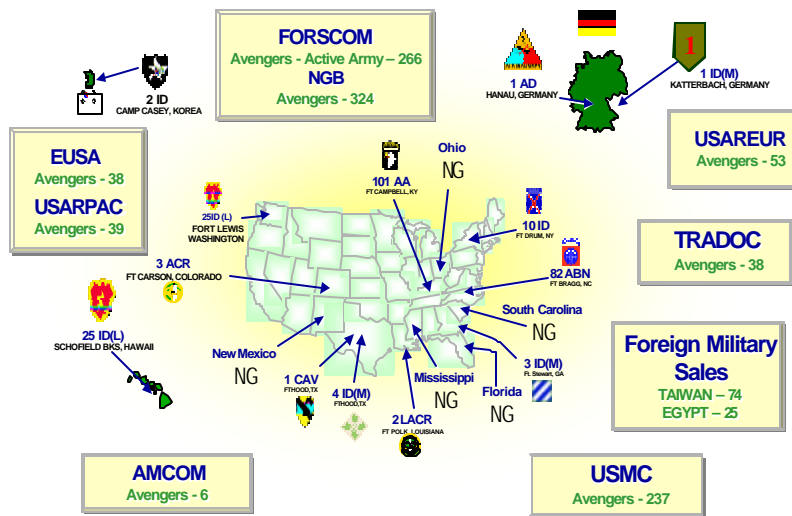 FORSCOM
Avengers - Active Army – 266
NGB
Avengers - 324
2 ID
CAMP CASEY, KOREA
1 AD
HANAU, GERMANY
1
1 ID(M)
KATTERBACH, GERMANY
EUSA
Avengers - 38
USARPAC
Avengers - 39
USAREUR
Avengers - 53
TRADOC
Avengers - 38
Ohio
NG
101 AA
FT CAMPBELL, KY
25ID (L)
FORT LEWIS
WASHINGTON
10 ID
FT DRUM, NY
3 ACR
FT CARSON, COLORADO
82 ABN
FT BRAGG, NC
25 ID(L)
SCHOFIELD BKS, HAWAII
South Carolina
NG
New Mexico
NG
1 CAV
FTHOOD,TX
4 ID(M)
FTHOOD,TX
2 LACR
FT POLK, LOUISIANA
Mississippi
NG
Florida
NG
3 ID(M)
Ft. Stewart, GA
Foreign Military
Sales
TAIWAN – 74
EGYPT – 25
AMCOM
Avengers - 6
USMC
Avengers - 237